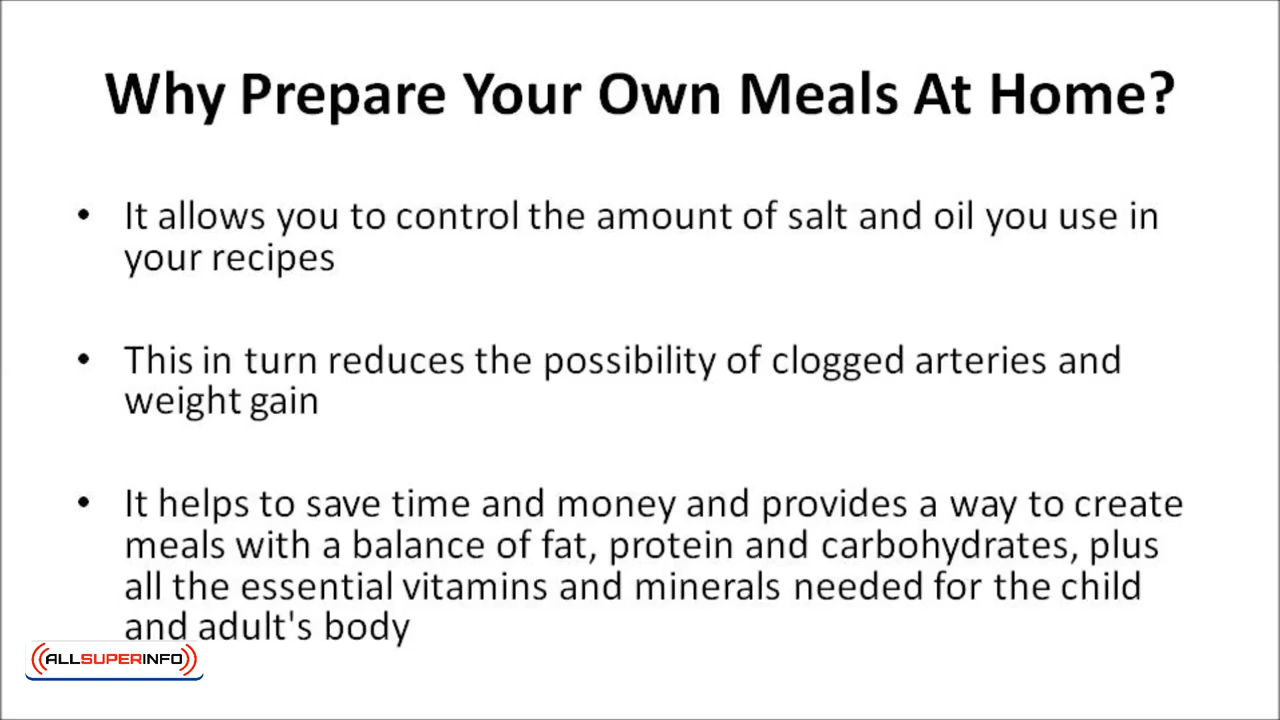 Why Prepare Your Own Meals At Home?
• It allows you to control the amount of salt and oil you use in
your recipes
• This in turn reduces the possibility of clogged arteries and
weight gain
• It helps to save time and money and provides a way to create
meals with a balance of fat, protein and carbohydrates, plus
all the essential vitamins and minerals needed for the child
and adult's body
ALLSUPERINFO